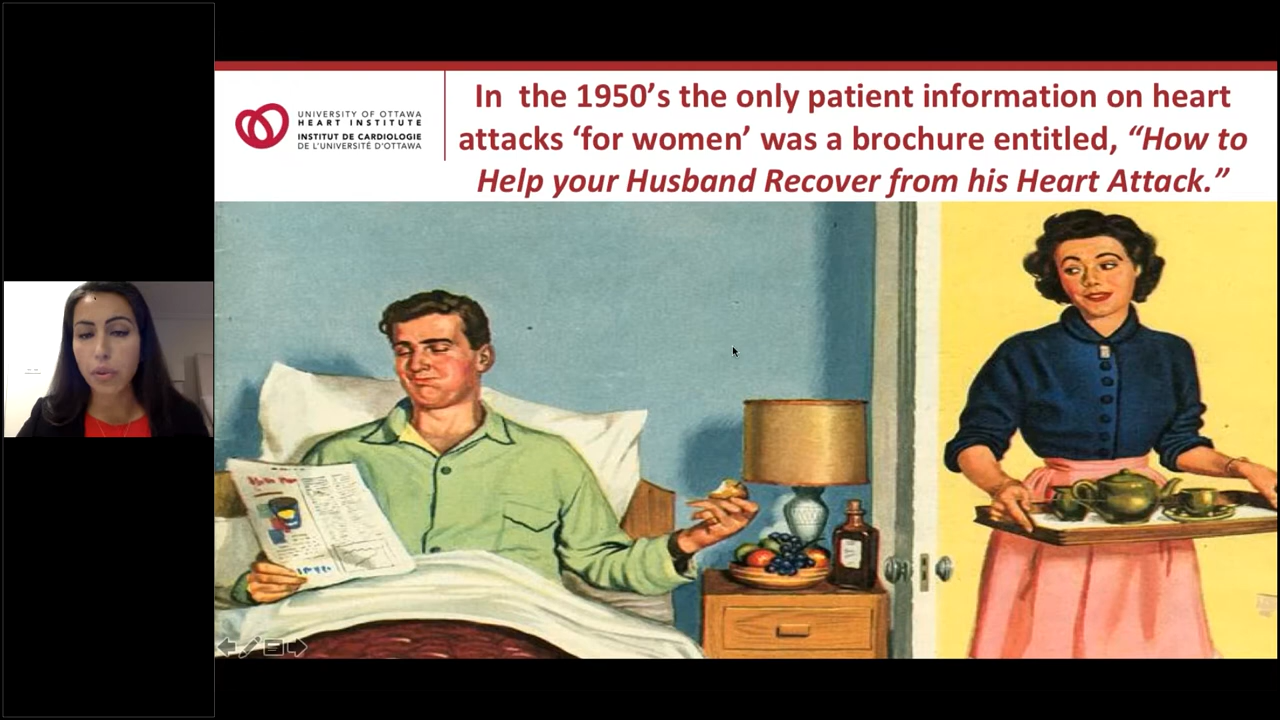 UNIVERSITY OF OTTAWA
HEART INSTITUTE
INSTITUT DE CARDIOLOGIE
DE L'UNIVERSITÉ D'OTTAWA
In the 1950’s the only patient information on heart
attacks ‘for women’ was a brochure entitled, “How to
Help your Husband Recover from his Heart Attack.”